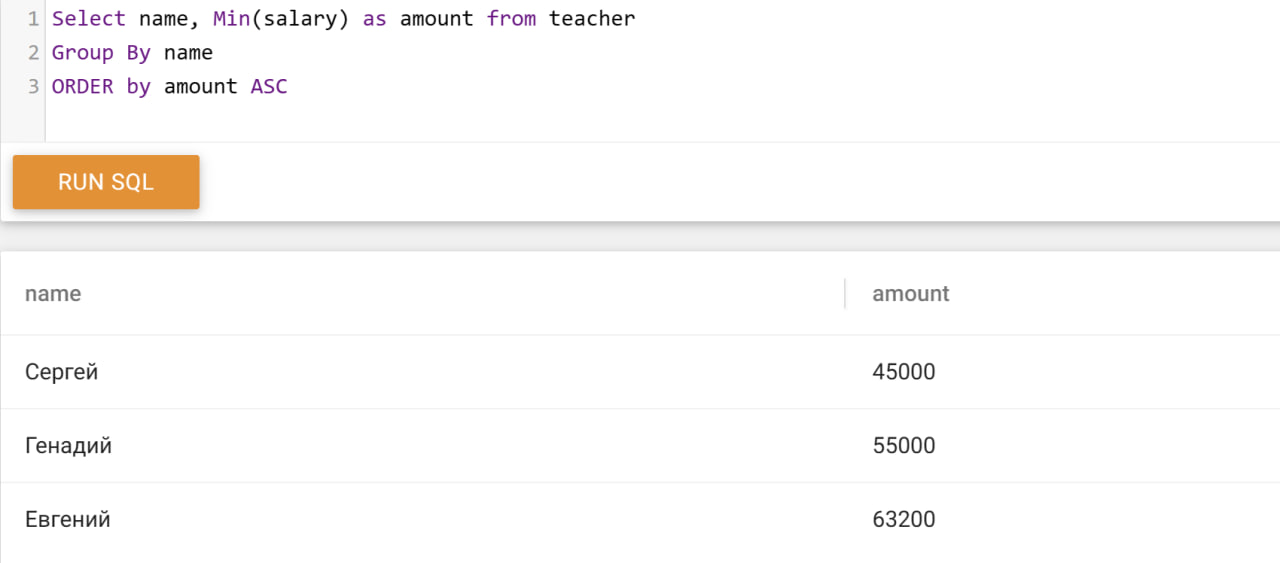 1 Select name, Min(salary) as amount from teacher
2 Group By name
3 ORDER by amount ASC
RUN SQL
name amount
Сергей 45000
Генадий 55000
Евгений 63200